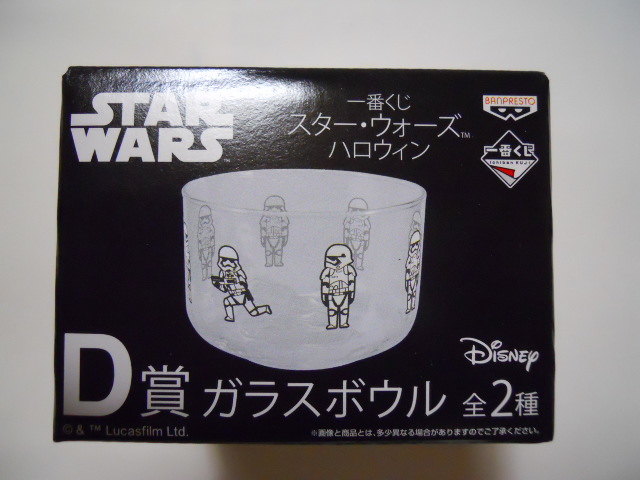 STAR
WARS™
一番くじ
スター・ウォーズ™
ハロウィン
BANPRESTO
一番くじ
ICHIBAN KUJI
D賞 ガラスボウル 全2種
Disney
© & ™ Lucasfilm Ltd.
※画像と商品とは、多少異なる場合がありますのでご了承ください。